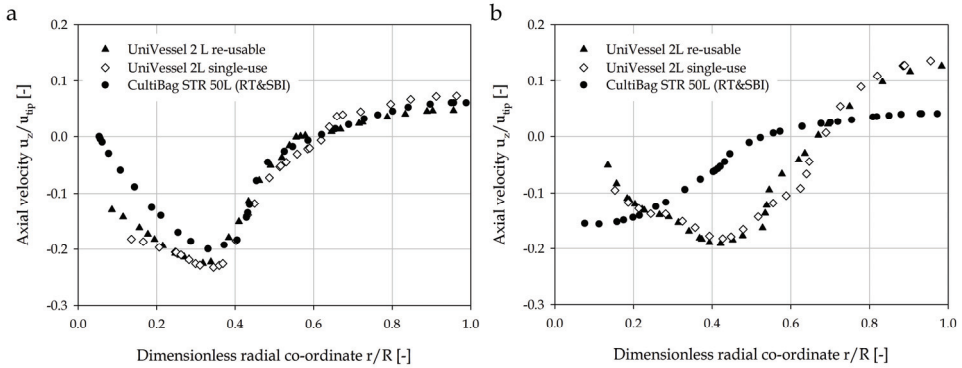 a
0.2
0.1
0.0
-0.1
-0.2
-0.3
Axial velocity u_z/u_tip [-]
UniVessel 2 L re-usable
UniVessel 2L single-use
CultiBag STR 50L (RT&SBI)
0.0 0.2 0.4 0.6 0.8 1.0
Dimensionless radial co-ordinate r/R [-]
b
0.2
0.1
0.0
-0.1
-0.2
-0.3
Axial velocity u_z/u_tip [-]
UniVessel 2L re-usable
UniVessel 2L single-use
CultiBag STR 50L (RT&SBI)
0.0 0.2 0.4 0.6 0.8 1.0
Dimensionless radial co-ordinate r/R [-]